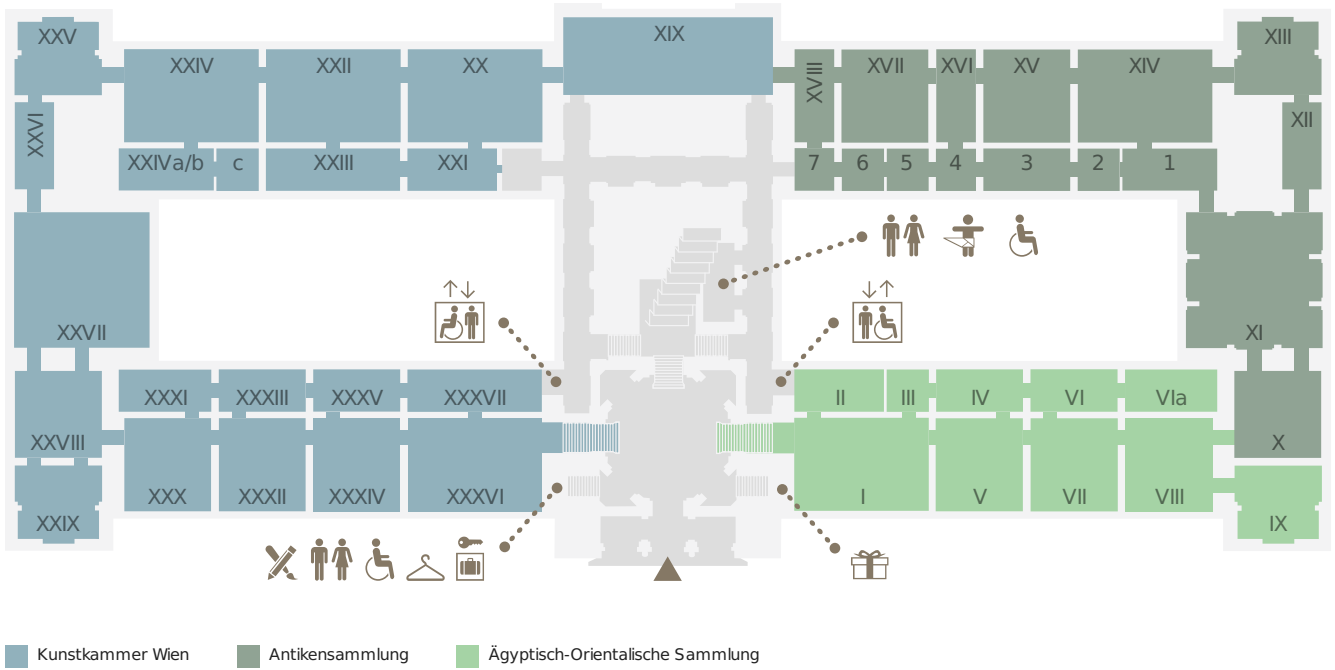 XXV
XXIV
XXII
XX
XIX
XVIII
XVII
XVI
XV
XIV
XIII
XXVI
XII
XXIVa/b
c
XXIII
XXI
7
6
5
4
3
2
1
XXVII
XI
XXXI
XXXIII
XXXV
XXXVII
II
III
IV
VI
VIa
XXVIII
X
XXX
XXXII
XXXIV
XXXVI
I
V
VII
VIII
XXIX
IX
Kunstkammer Wien
Antikensammlung
Ägyptisch-Orientalische Sammlung